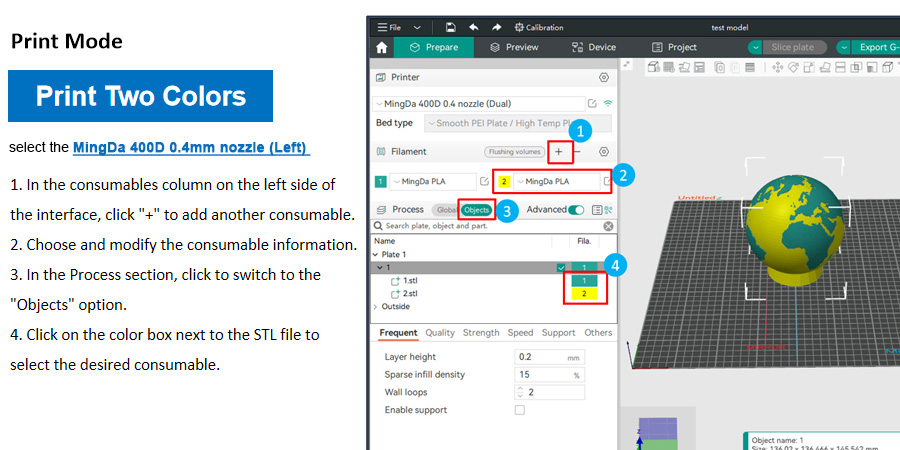 Print Mode
Print Two Colors
select the MingDa 400D 0.4mm nozzle (Left)
1. In the consumables column on the left side of
the interface, click "+" to add another consumable.
2. Choose and modify the consumable information.
3. In the Process section, click to switch to the
"Objects" option.
4. Click on the color box next to the STL file to
select the desired consumable.
File
Calibration
test model
Prepare
Preview
Device
Project
Slice plate
Export G-
Printer
MingDa 400D 0.4 nozzle (Dual)
Bed type
Smooth PEI Plate / High Temp
1
Filament
Flushing volumes
+
−
1
MingDa PLA
2
MingDa PLA
2
Process
Global
Objects
3
Advanced
Search plate, object and part.
Name
Fila.
Plate 1
1
1
4
1.stl
1
2.stl
2
Outside
Frequent
Quality
Strength
Speed
Support
Others
Layer height
0.2
mm
Sparse infill density
15
%
Wall loops
2
Enable support
Untitled
z
Object name: 1
Size: 136.02 x 136.466 x 145.542 mm